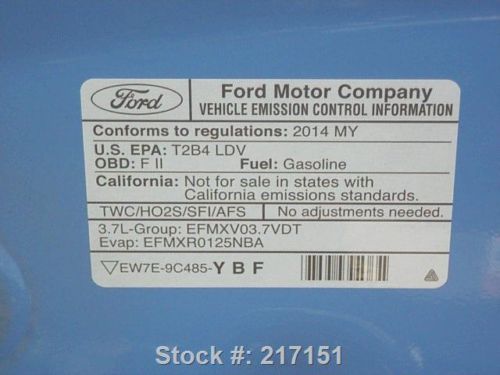 Ford
Ford Motor Company
VEHICLE EMISSION CONTROL INFORMATION
Conforms to regulations: 2014 MY
U.S. EPA: T2B4 LDV
OBD: F II Fuel: Gasoline
California: Not for sale in states with
California emissions standards.
TWC/HO2S/SFI/AFS No adjustments needed.
3.7L-Group: EFMXV03.7VDT
Evap: EFMXR0125NBA
EW7E-9C485-Y B F
Stock #: 217151